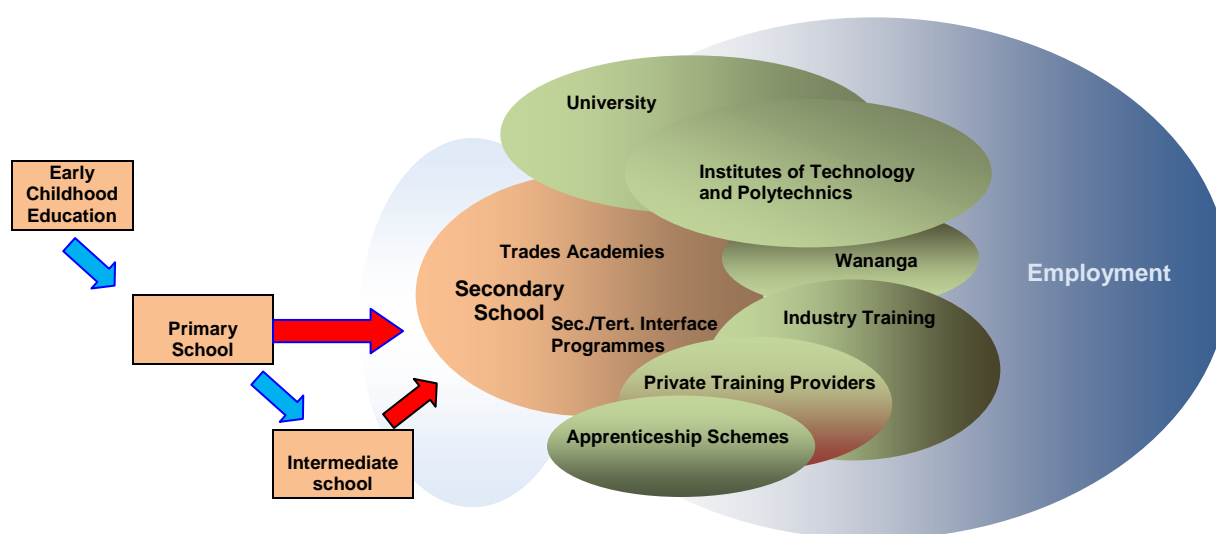 Early
Childhood
Education
Primary
School
Intermediate
school
University
Institutes of Technology
and Polytechnics
Trades Academies
Secondary
School
Sec./Tert. Interface
Programmes
Wananga
Industry Training
Private Training Providers
Apprenticeship Schemes
Employment